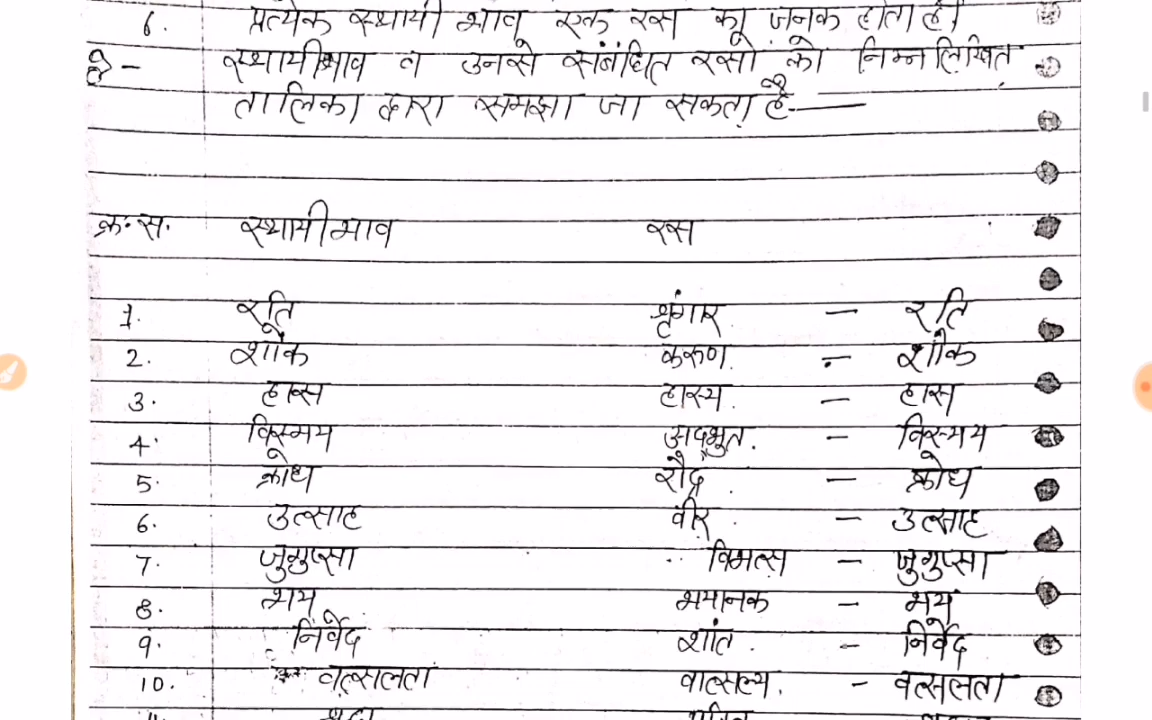 6. प्रत्येक स्थायी भाव एक रस का जनक होता है।
स्थायीभाव व उनसे संबंधित रसों को निम्नलिखित
तालिका द्वारा समझा जा सकता है-
क्र. स. स्थायीभाव रस
1. रति श्रृंगार - रति
2. शोक करुण - शोक
3. हास हास्य - हास
4. विस्मय अदभुत - विस्मय
5. क्रोध रौद्र - क्रोध
6. उत्साह वीर - उत्साह
7. जुगुप्सा विभत्स - जुगुप्सा
8. भय भयानक - भय
9. निर्वेद शांत - निर्वेद
10. वत्सलता वात्सल्य - वत्सलता